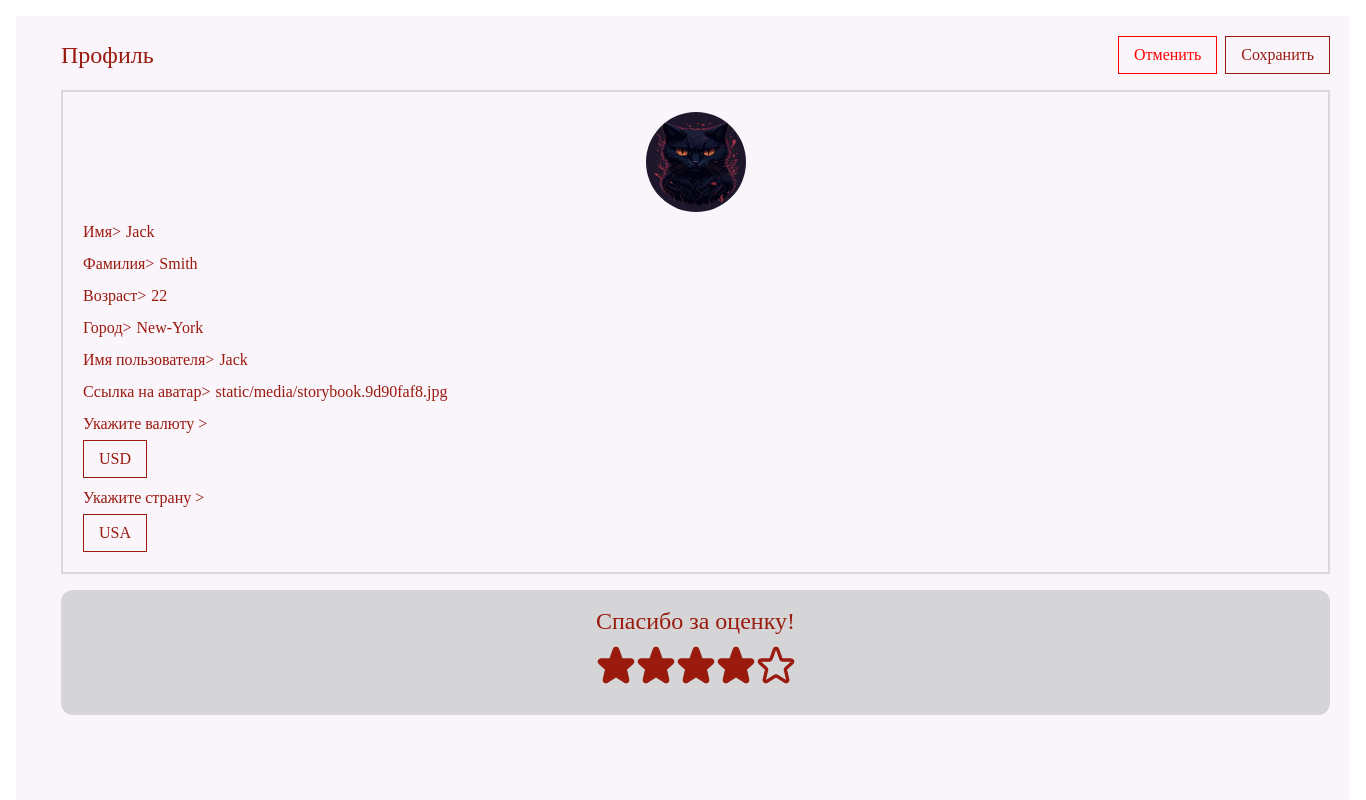 Профиль
Отменить
Сохранить
Имя> Jack
Фамилия> Smith
Возраст> 22
Город> New-York
Имя пользователя> Jack
Ссылка на аватар> static/media/storybook.9d90faf8.jpg
Укажите валюту >
USD
Укажите страну >
USA
Спасибо за оценку!